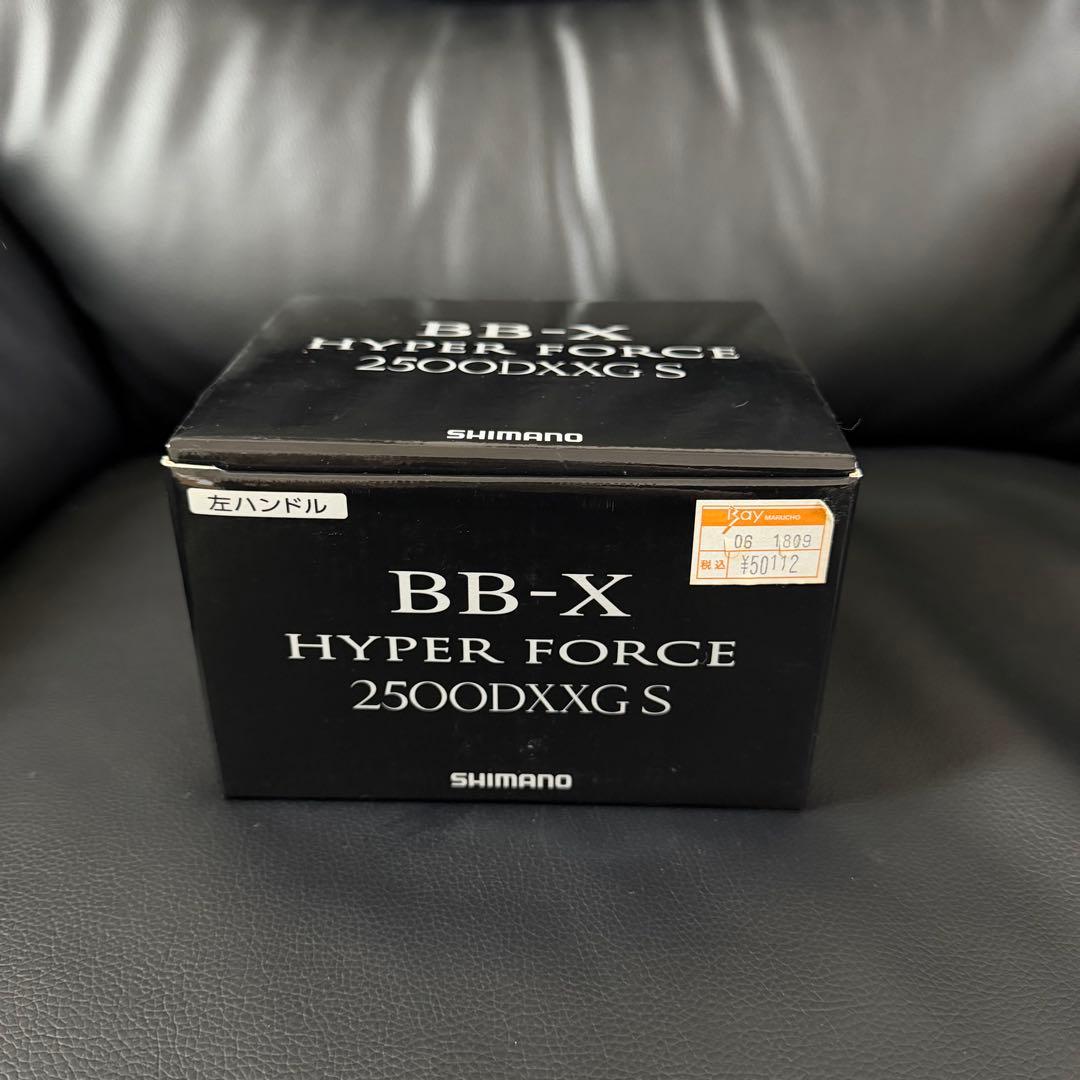 BB-X
HYPER FORCE
2500DXXG S
SHIMANO
左ハンドル
Bay MARUCHO
06 1809
税込 ¥50112
BB-X
HYPER FORCE
2500DXXG S
SHIMANO